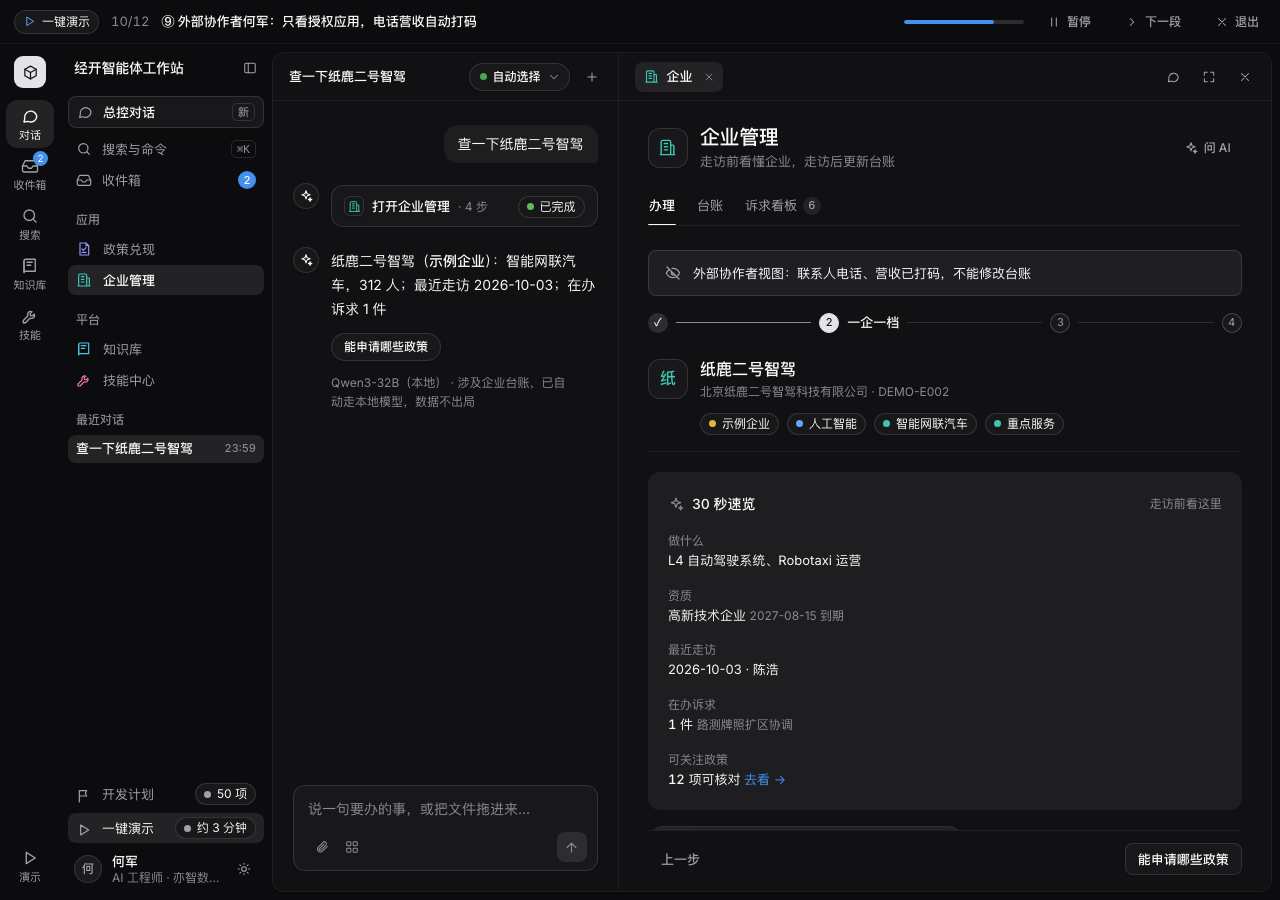 一键演示
10/12
⑨ 外部协作者何军：只看授权应用，电话营收自动打码
暂停
下一段
退出
对话
2
收件箱
搜索
知识库
技能
演示
经开智能体工作站
总控对话
新
搜索与命令
⌘K
收件箱
2
应用
政策兑现
企业管理
平台
知识库
技能中心
最近对话
查一下纸鹿二号智驾
23:59
开发计划
50 项
一键演示
约 3 分钟
何
何军
AI 工程师 · 亦智数...
查一下纸鹿二号智驾
自动选择
查一下纸鹿二号智驾
打开企业管理 · 4 步
已完成
纸鹿二号智驾（示例企业）：智能网联汽
车，312 人；最近走访 2026-10-03；在办
诉求 1 件
能申请哪些政策
Qwen3-32B（本地） · 涉及企业台账，已自
动走本地模型，数据不出局
说一句要办的事，或把文件拖进来...
企业
企业管理
走访前看懂企业，走访后更新台账
问 AI
办理
台账
诉求看板
6
外部协作者视图：联系人电话、营收已打码，不能修改台账
✓
2
一企一档
3
4
纸
纸鹿二号智驾
北京纸鹿二号智驾科技有限公司 · DEMO-E002
示例企业
人工智能
智能网联汽车
重点服务
30 秒速览
走访前看这里
做什么
L4 自动驾驶系统、Robotaxi 运营
资质
高新技术企业 2027-08-15 到期
最近走访
2026-10-03 · 陈浩
在办诉求
1 件 路测牌照扩区协调
可关注政策
12 项可核对 去看 →
上一步
能申请哪些政策